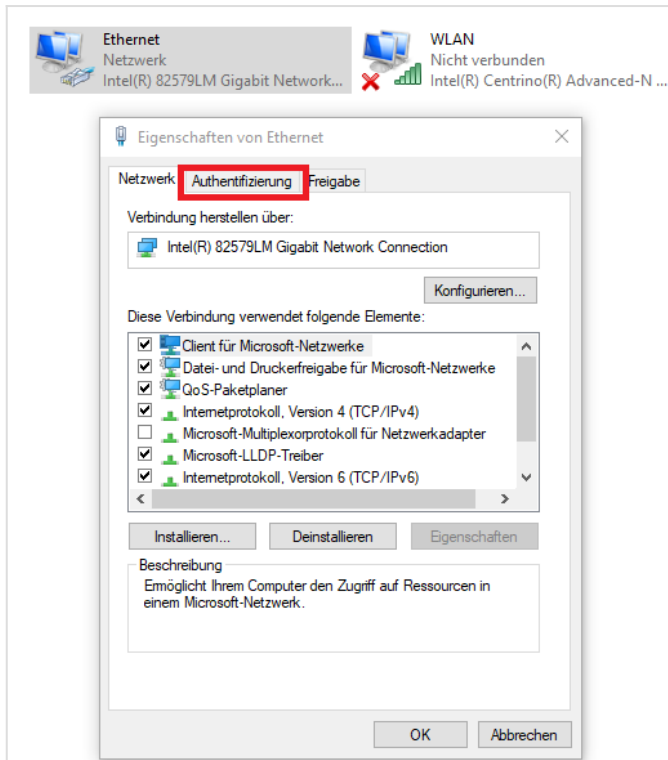 Ethernet
Netzwerk
Intel(R) 82579LM Gigabit Network...
WLAN
Nicht verbunden
Intel(R) Centrino(R) Advanced-N ...
Eigenschaften von Ethernet
Netzwerk Authentifizierung Freigabe
Verbindung herstellen über:
Intel(R) 82579LM Gigabit Network Connection
Konfigurieren...
Diese Verbindung verwendet folgende Elemente:
Client für Microsoft-Netzwerke
Datei- und Druckerfreigabe für Microsoft-Netzwerke
QoS-Paketplaner
Internetprotokoll, Version 4 (TCP/IPv4)
Microsoft-Multiplexorprotokoll für Netzwerkadapter
Microsoft-LLDP-Treiber
Internetprotokoll, Version 6 (TCP/IPv6)
Installieren... Deinstallieren Eigenschaften
Beschreibung
Ermöglicht Ihrem Computer den Zugriff auf Ressourcen in
einem Microsoft-Netzwerk.
OK Abbrechen